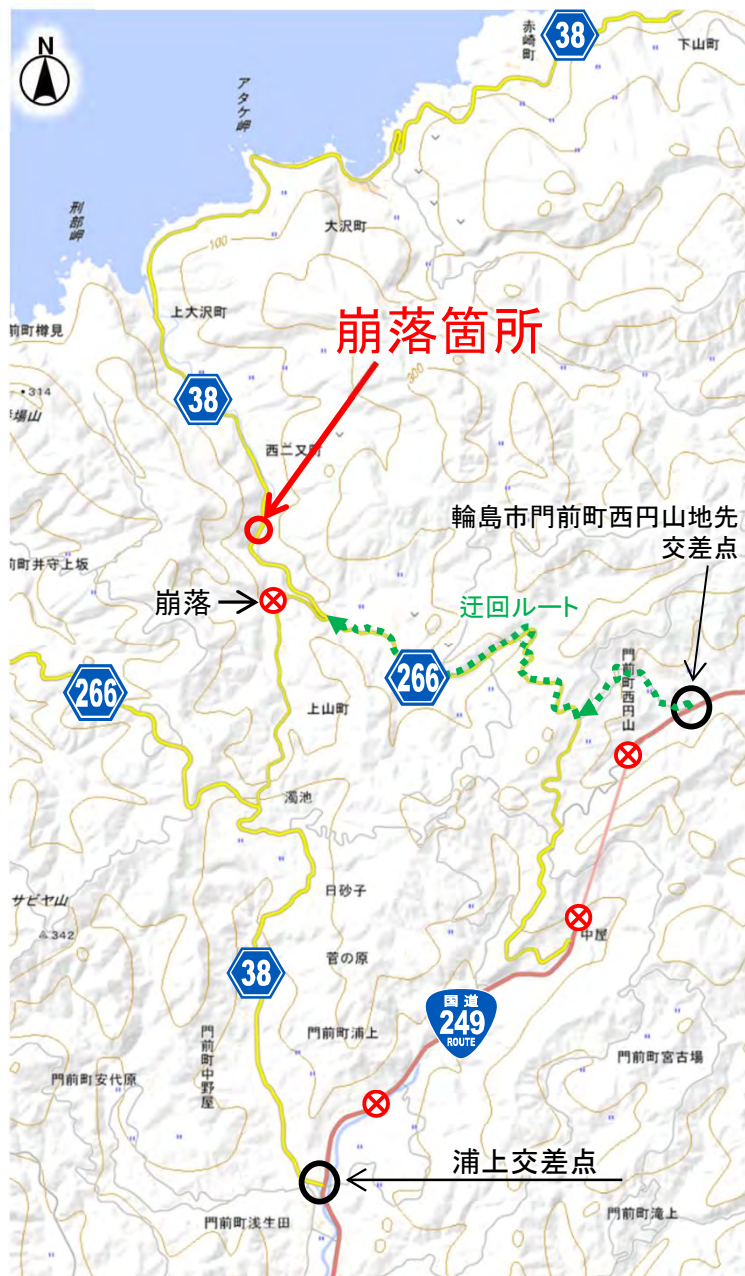 N
38
赤崎町
下山町
アタケ岬
刑部岬
大沢町
100
上大沢町
崩落箇所
前町樽見
300
314
38
西二又町
輪島市門前町西円山地先
交差点
前町井守上坂
崩落
迂回ルート
266
266
門前町西円山
上山町
濁池
日砂子
サビヤ山
342
中屋
菅の原
38
国道
249
ROUTE
門前町浦上
門前町中野屋
門前町宮古場
門前町安代原
浦上交差点
門前町浅生田
門前町滝上